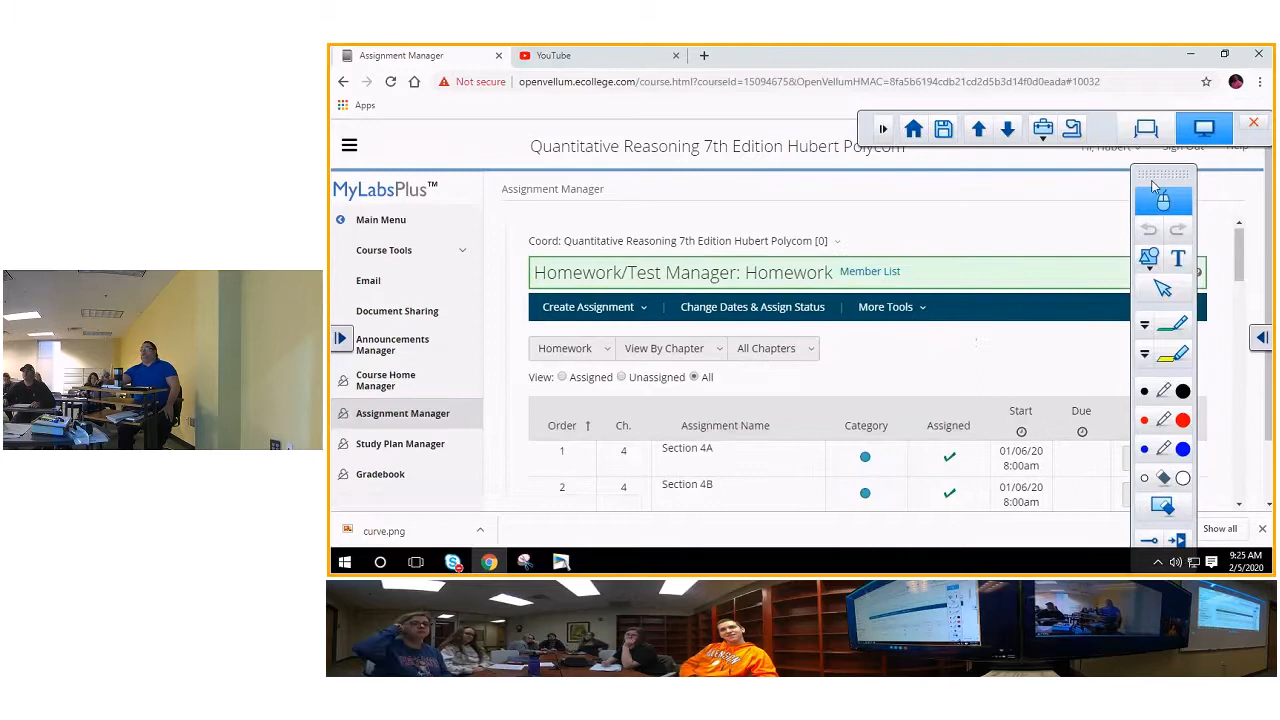 Assignment Manager
YouTube
Not secure
openvellum.ecollege.com/course.html?courseId=15094675&OpenVellumHMAC=8fa5b6194cdb21cd2d5b3d14f0d0eada#10032
Apps
Quantitative Reasoning 7th Edition Hubert Polycom
Hi, Hubert
Sign Out
Help
MyLabsPlus™
Assignment Manager
Main Menu
Course Tools
Email
Document Sharing
Announcements
Manager
Course Home
Manager
Assignment Manager
Study Plan Manager
Gradebook
Coord: Quantitative Reasoning 7th Edition Hubert Polycom [0]
Homework/Test Manager: Homework Member List
Create Assignment | Change Dates & Assign Status | More Tools
Homework View By Chapter All Chapters
View: Assigned Unassigned All
Order Ch. Assignment Name Category Assigned Start Due
1 4 Section 4A 01/06/20
8:00am
2 4 Section 4B 01/06/20
8:00am
T
curve.png
Show all
9:25 AM
2/5/2020